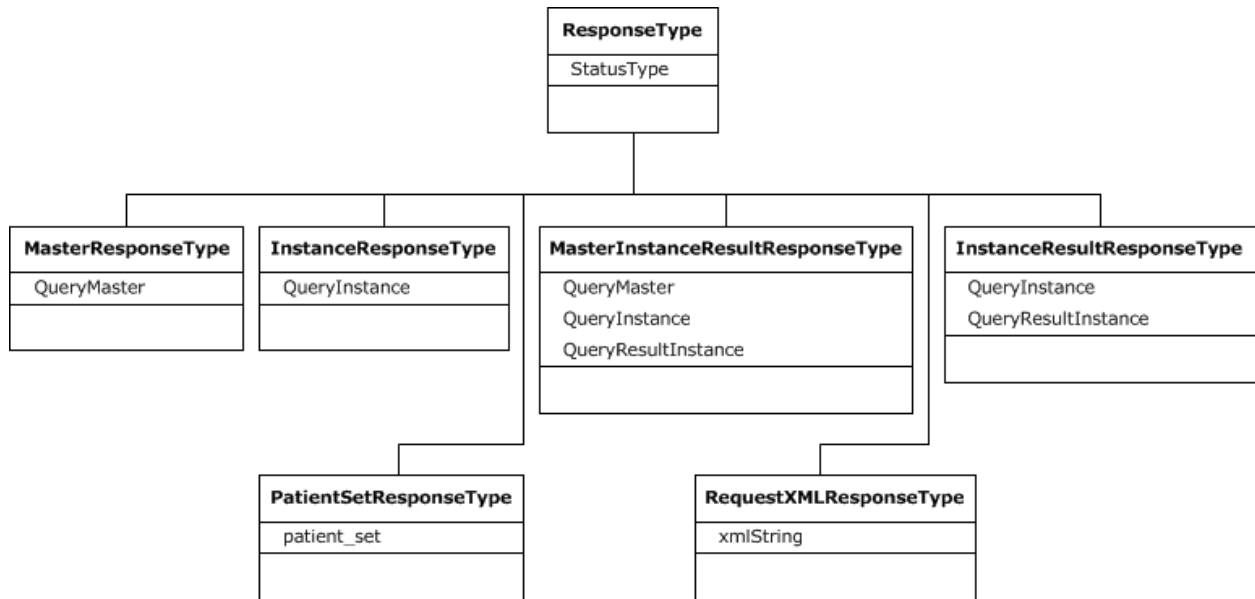 ResponseType
StatusType
MasterResponseType
QueryMaster
InstanceResponseType
QueryInstance
MasterInstanceResultResponseType
QueryMaster
QueryInstance
QueryResultInstance
InstanceResultResponseType
QueryInstance
QueryResultInstance
PatientSetResponseType
patient_set
RequestXMLResponseType
xmlString